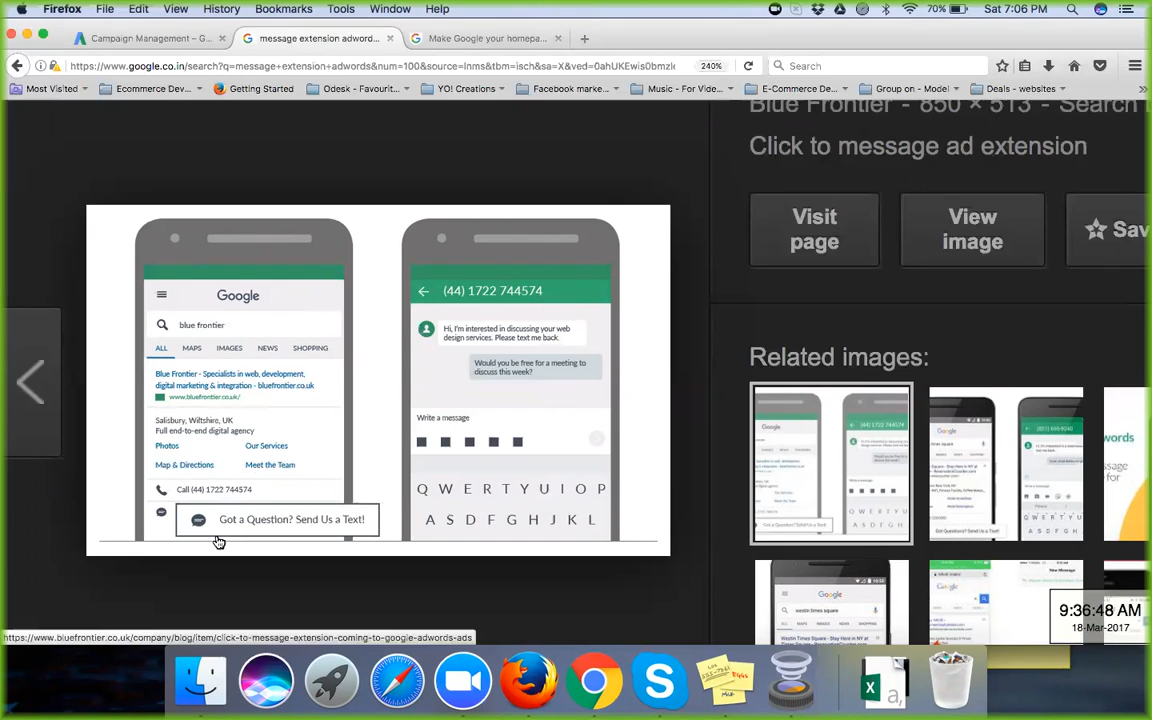 Firefox File Edit View History Bookmarks Tools Window Help 70% Sat 7:06 PM
Campaign Management – G... message extension adword... Make Google your homepa...
https://www.google.co.in/search?q=message+extension+adwords&num=100&source=lnms&tbm=isch&sa=X&ved=0ahUKEwis0bmzlc 240% Search
Most Visited Ecommerce Dev... Getting Started Odesk - Favourit... YO! Creations Facebook marke... Music - For Vide... E-Commerce De... Group on - Model Deals - websites
Blue Frontier - 850 × 513 - Search
Click to message ad extension
Visit page
View image
Sav
Google
blue frontier
ALL MAPS IMAGES NEWS SHOPPING
Blue Frontier - Specialists in web, development,
digital marketing & integration - bluefrontier.co.uk
www.bluefrontier.co.uk/
Salisbury, Wiltshire, UK
Full end-to-end digital agency
Photos Our Services
Map & Directions Meet the Team
Call (44) 1722 744574
Got a Question? Send Us a Text!
(44) 1722 744574
Hi, I'm interested in discussing your web
design services. Please text me back.
Would you be free for a meeting to
discuss this week?
Write a message
Q W E R T Y U I O P
A S D F G H J K L
Related images:
9:36:48 AM
18-Mar-2017
https://www.bluefrontier.co.uk/company/blog/item/click-to-message-extension-coming-to-google-adwords-ads